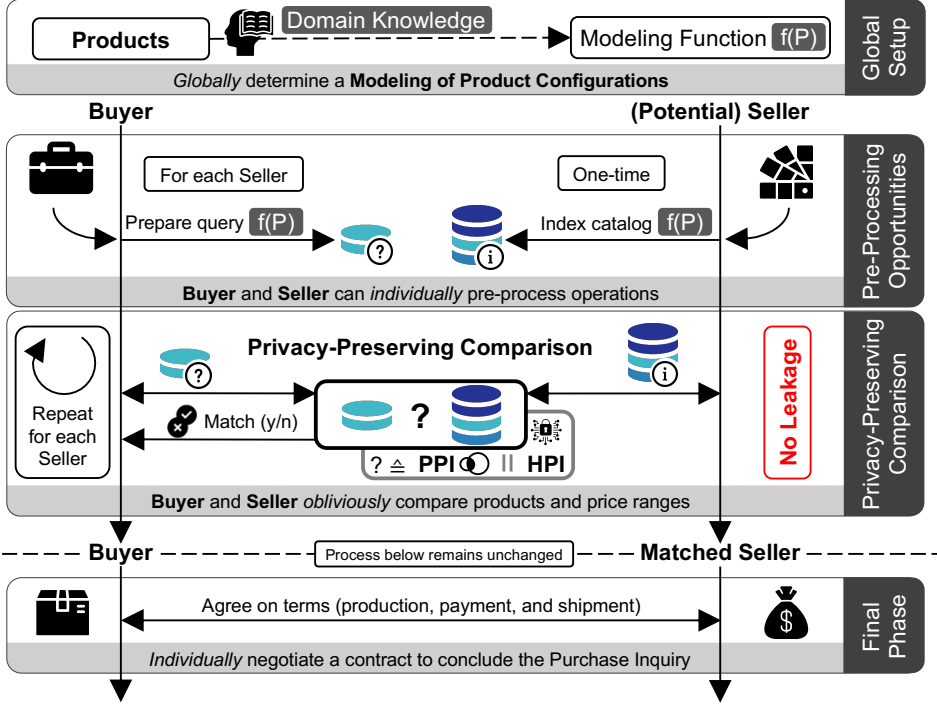 Products
Domain Knowledge
Modeling Function f(P)
Globally determine a Modeling of Product Configurations
Global
Setup
Buyer
(Potential) Seller
For each Seller
One-time
Prepare query f(P)
?
i
Index catalog f(P)
Buyer and Seller can individually pre-process operations
Pre-Processing
Opportunities
Repeat
for each
Seller
Privacy-Preserving Comparison
?
i
?
Match (y/n)
? ≙ PPI || HPI
No Leakage
Buyer and Seller obliviously compare products and price ranges
Privacy-Preserving
Comparison
Buyer
Process below remains unchanged
Matched Seller
Agree on terms (production, payment, and shipment)
$
Individually negotiate a contract to conclude the Purchase Inquiry
Final
Phase